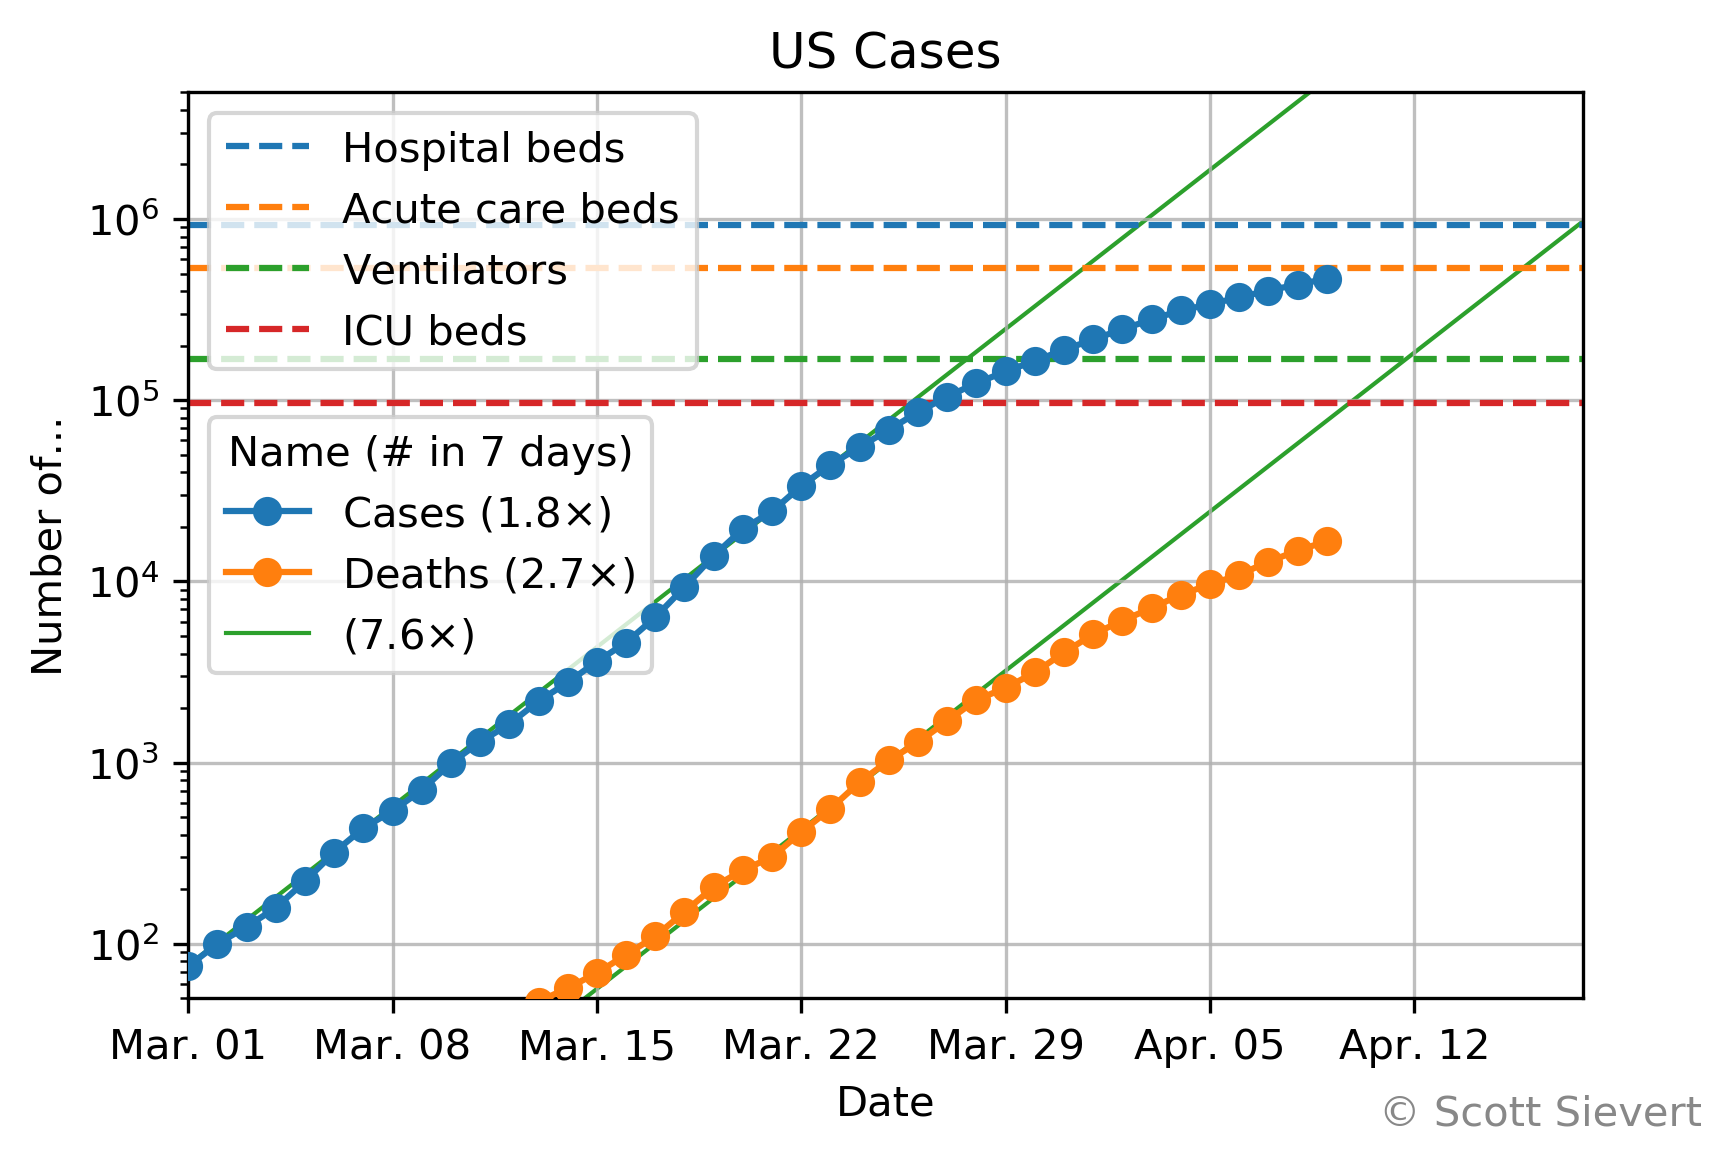 US Cases
Hospital beds
Acute care beds
Ventilators
ICU beds
Name (# in 7 days)
Cases (1.8×)
Deaths (2.7×)
(7.6×)
Number of...
10⁶
10⁵
10⁴
10³
10²
Mar. 01 Mar. 08 Mar. 15 Mar. 22 Mar. 29 Apr. 05 Apr. 12
Date
© Scott Sievert